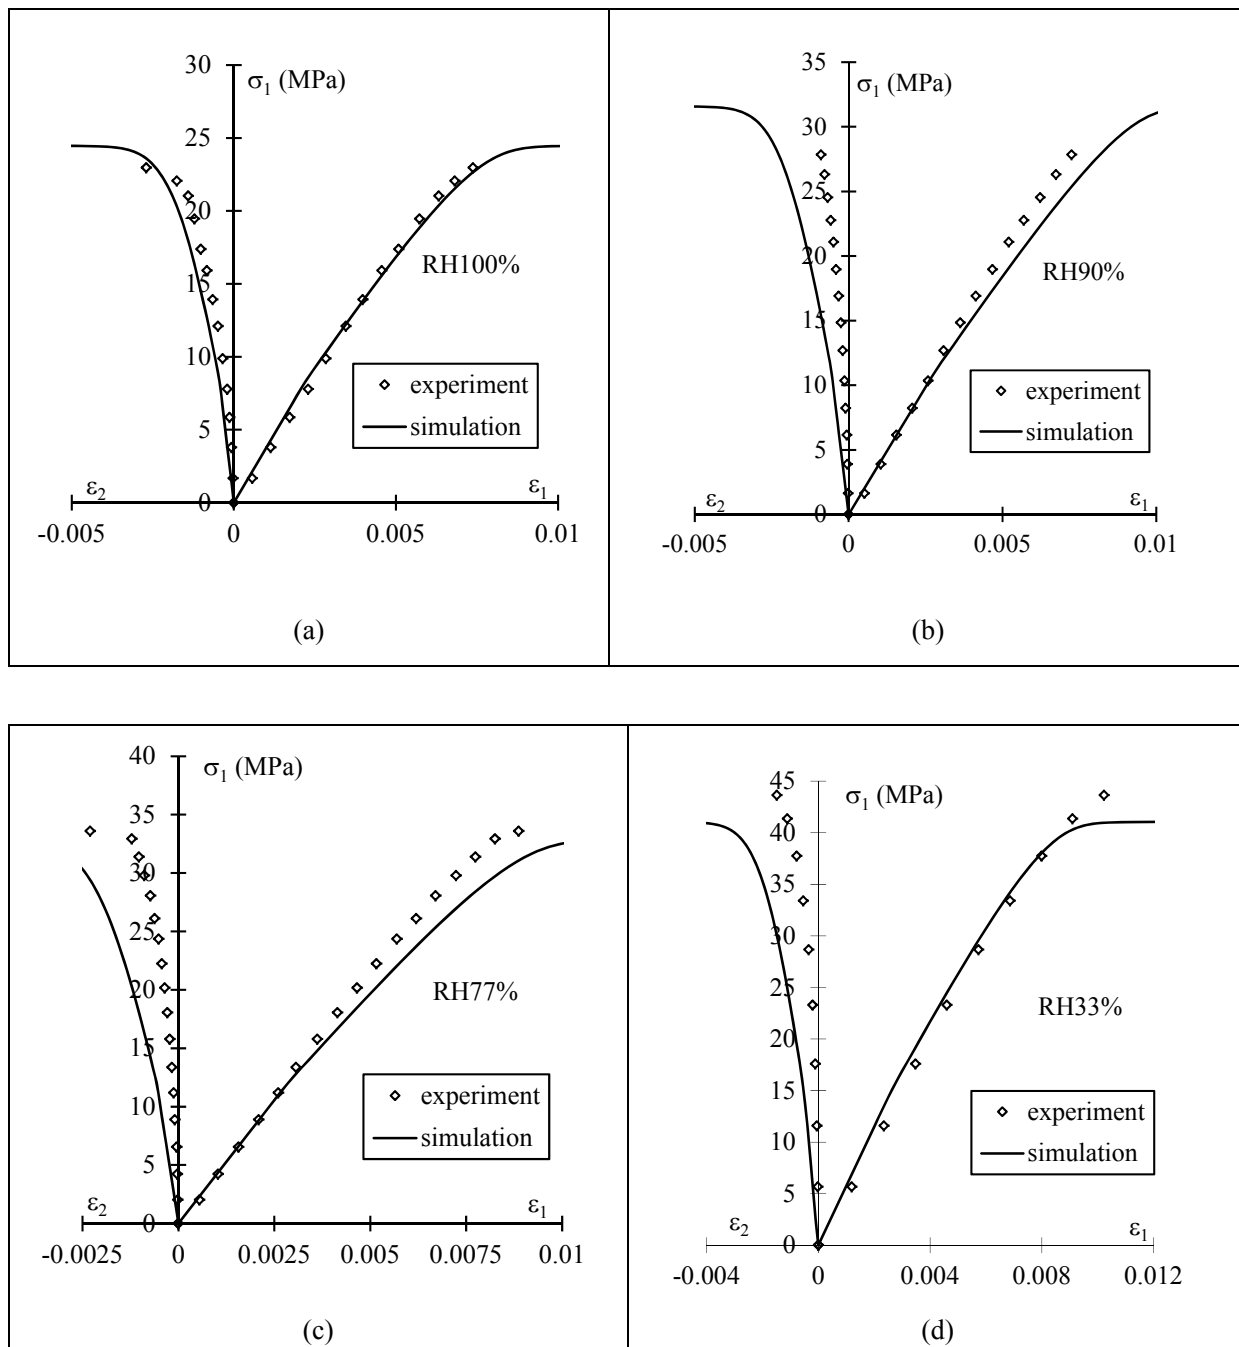 30
σ1 (MPa)
25
20
15
10
5
0
RH100%
experiment
simulation
ε2
ε1
-0.005
0
0.005
0.01
(a)
35
σ1 (MPa)
30
25
20
15
10
5
0
RH90%
experiment
simulation
ε2
ε1
-0.005
0
0.005
0.01
(b)
40
σ1 (MPa)
35
30
25
20
15
10
5
0
RH77%
experiment
simulation
ε2
ε1
-0.0025
0
0.0025
0.005
0.0075
0.01
(c)
45
σ1 (MPa)
40
35
30
25
20
15
10
5
0
RH33%
experiment
simulation
ε2
ε1
-0.004
0
0.004
0.008
0.012
(d)